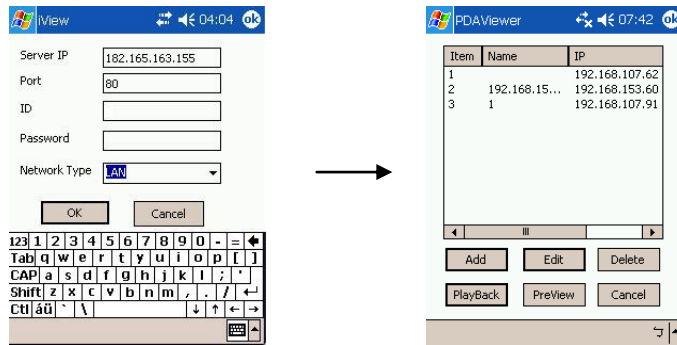 iView 04:04 ok
Server IP 182.165.163.155
Port 80
ID
Password
Network Type LAN
OK Cancel
123 1 2 3 4 5 6 7 8 9 0 - =
Tab q w e r t y u i o p [ ]
CAP a s d f g h j k l ; '
Shift z x c v b n m , . /
Ctl áü ` \
PDAViewer 07:42 ok
Item Name IP
1 192.168.107.62
2 192.168.15... 192.168.153.60
3 1 192.168.107.91
Add Edit Delete
PlayBack PreView Cancel